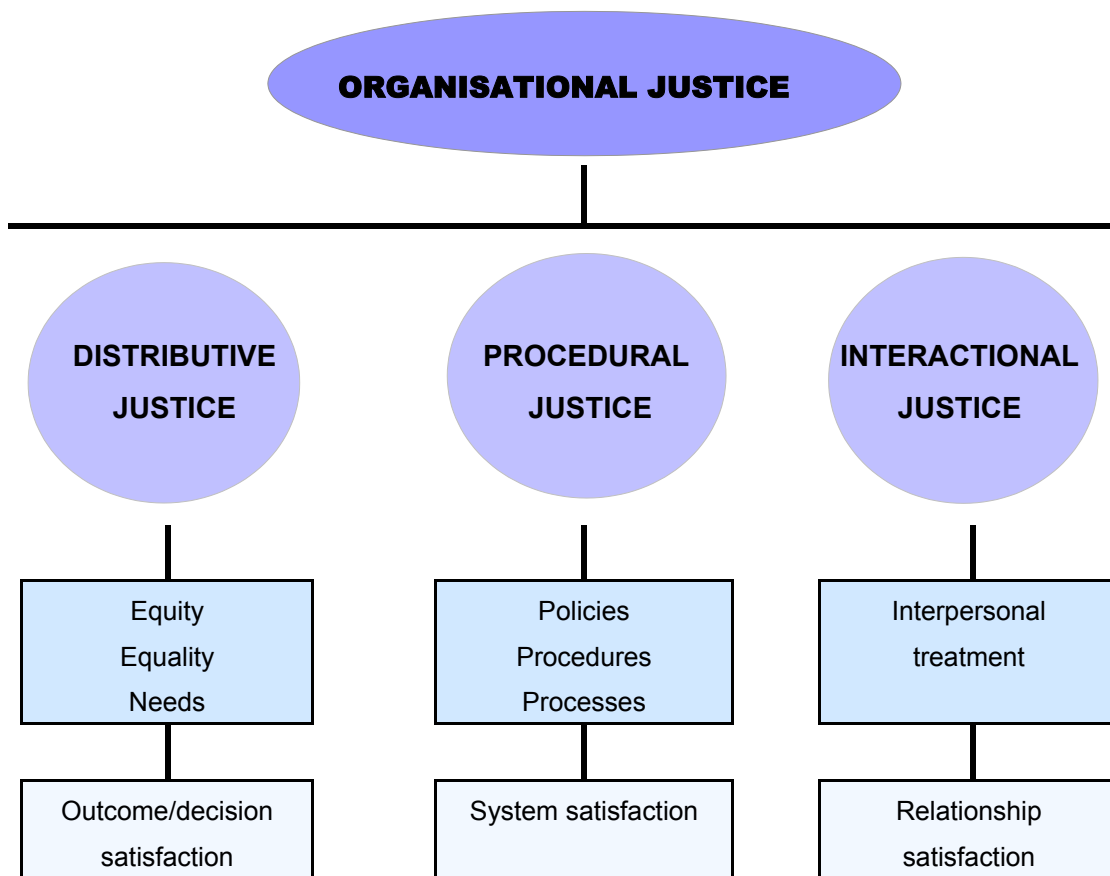 ORGANISATIONAL JUSTICE
DISTRIBUTIVE
JUSTICE
PROCEDURAL
JUSTICE
INTERACTIONAL
JUSTICE
Equity
Equality
Needs
Policies
Procedures
Processes
Interpersonal
treatment
Outcome/decision
satisfaction
System satisfaction
Relationship
satisfaction